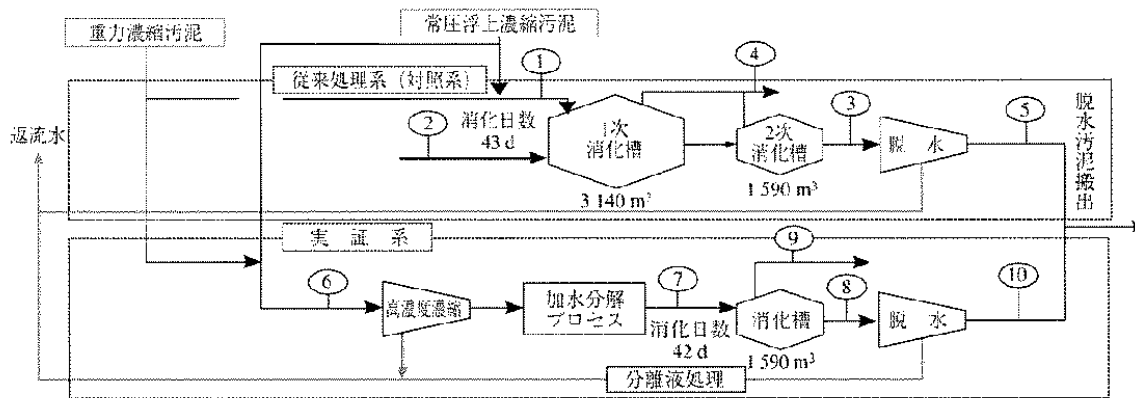 重力濃縮汚泥
常圧浮上濃縮汚泥
従来処理系（対照系）
1
4
2
消化日数
43 d
1次
消化槽
3 140 m³
2次
消化槽
1 590 m³
3
脱 水
5
脱水汚泥搬出
返流水
実 証 系
6
高濃度濃縮
加水分解
プロセス
7
消化日数
42 d
9
消化槽
1 590 m³
8
脱 水
10
分離液処理